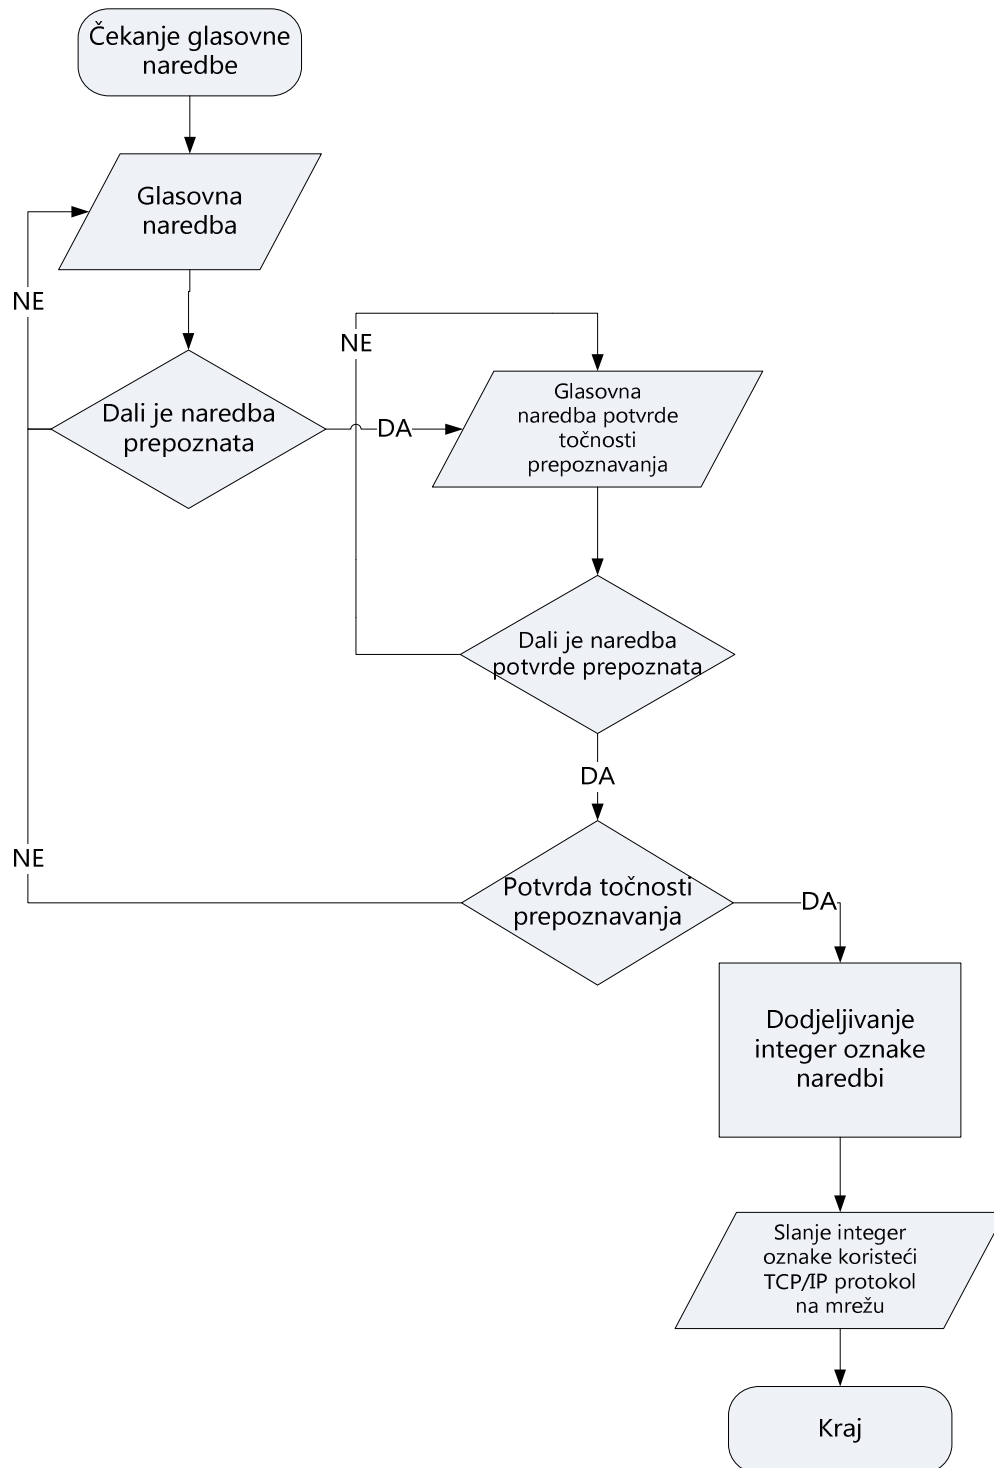 Čekanje glasovne
naredbe
Glasovna
naredba
NE
Dali je naredba
prepoznata
DA
NE
Glasovna
naredba potvrde
točnosti
prepoznavanja
Dali je naredba
potvrde prepoznata
DA
Potvrda točnosti
prepoznavanja
NE
DA
Dodjeljivanje
integer oznake
naredbi
Slanje integer
oznake koristeći
TCP/IP protokol
na mrežu
Kraj